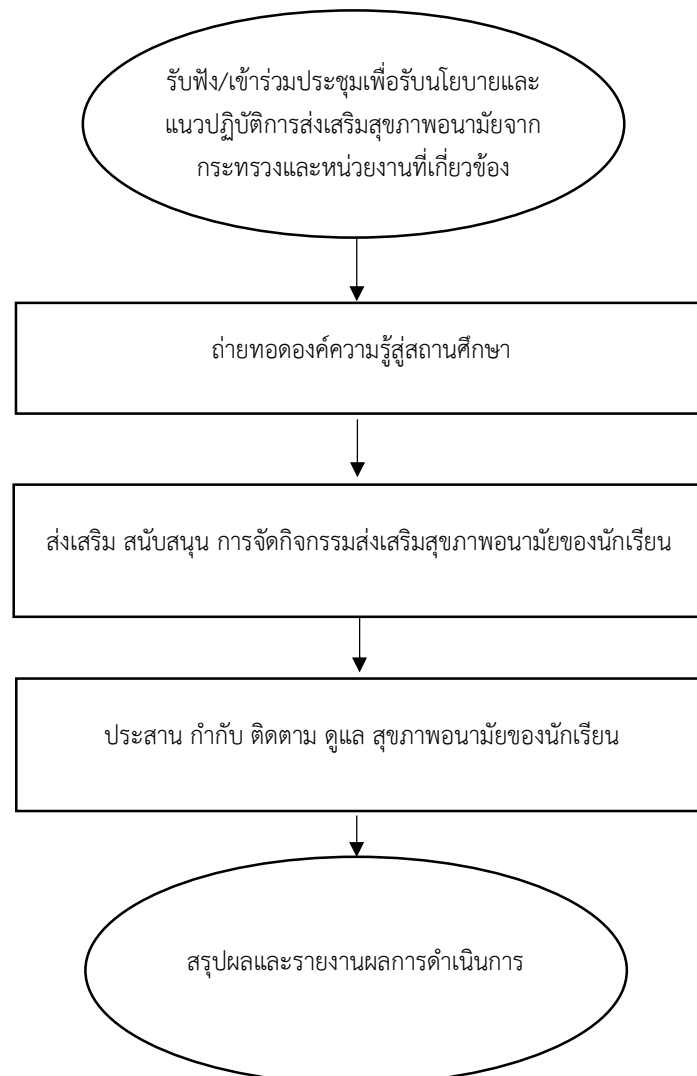 รับฟัง/เข้าร่วมประชุมเพื่อรับนโยบายและ
แนวปฏิบัติการส่งเสริมสุขภาพอนามัยจาก
กระทรวงและหน่วยงานที่เกี่ยวข้อง
ถ่ายทอดองค์ความรู้สู่สถานศึกษา
ส่งเสริม สนับสนุน การจัดกิจกรรมส่งเสริมสุขภาพอนามัยของนักเรียน
ประสาน กำกับ ติดตาม ดูแล สุขภาพอนามัยของนักเรียน
สรุปผลและรายงานผลการดำเนินการ